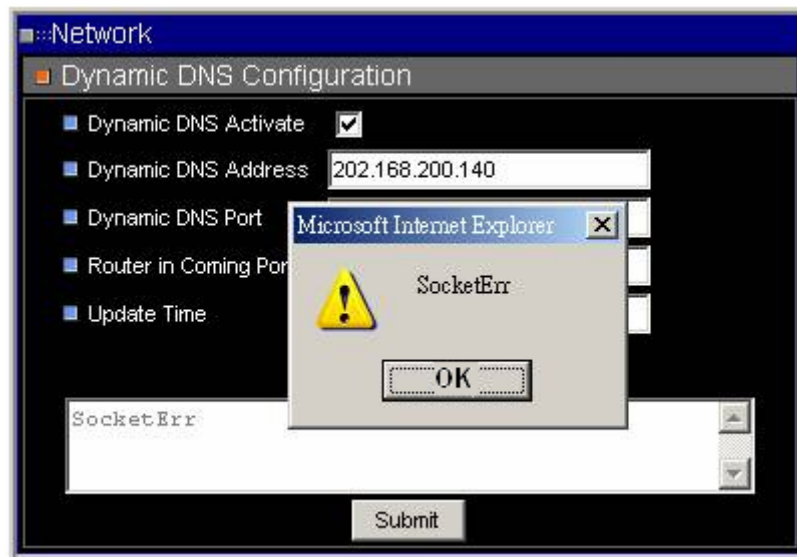 Network
Dynamic DNS Configuration
Dynamic DNS Activate
Dynamic DNS Address 202.168.200.140
Dynamic DNS Port
Router in Coming Por
Update Time
Microsoft Internet Explorer
SocketErr
OK
SocketErr
Submit